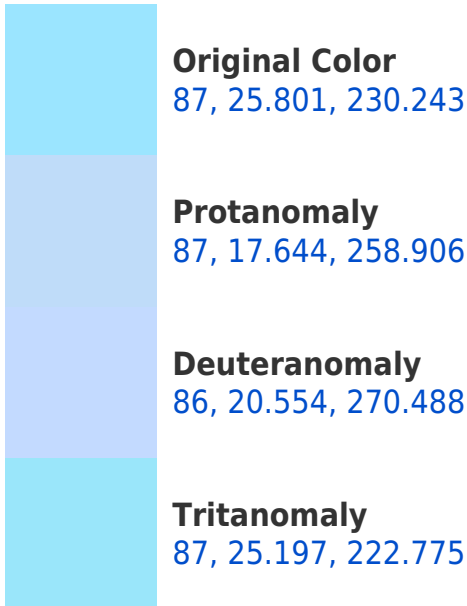 Original Color
87, 25.801, 230.243
Protanomaly
87, 17.644, 258.906
Deuteranomaly
86, 20.554, 270.488
Tritanomaly
87, 25.197, 222.775